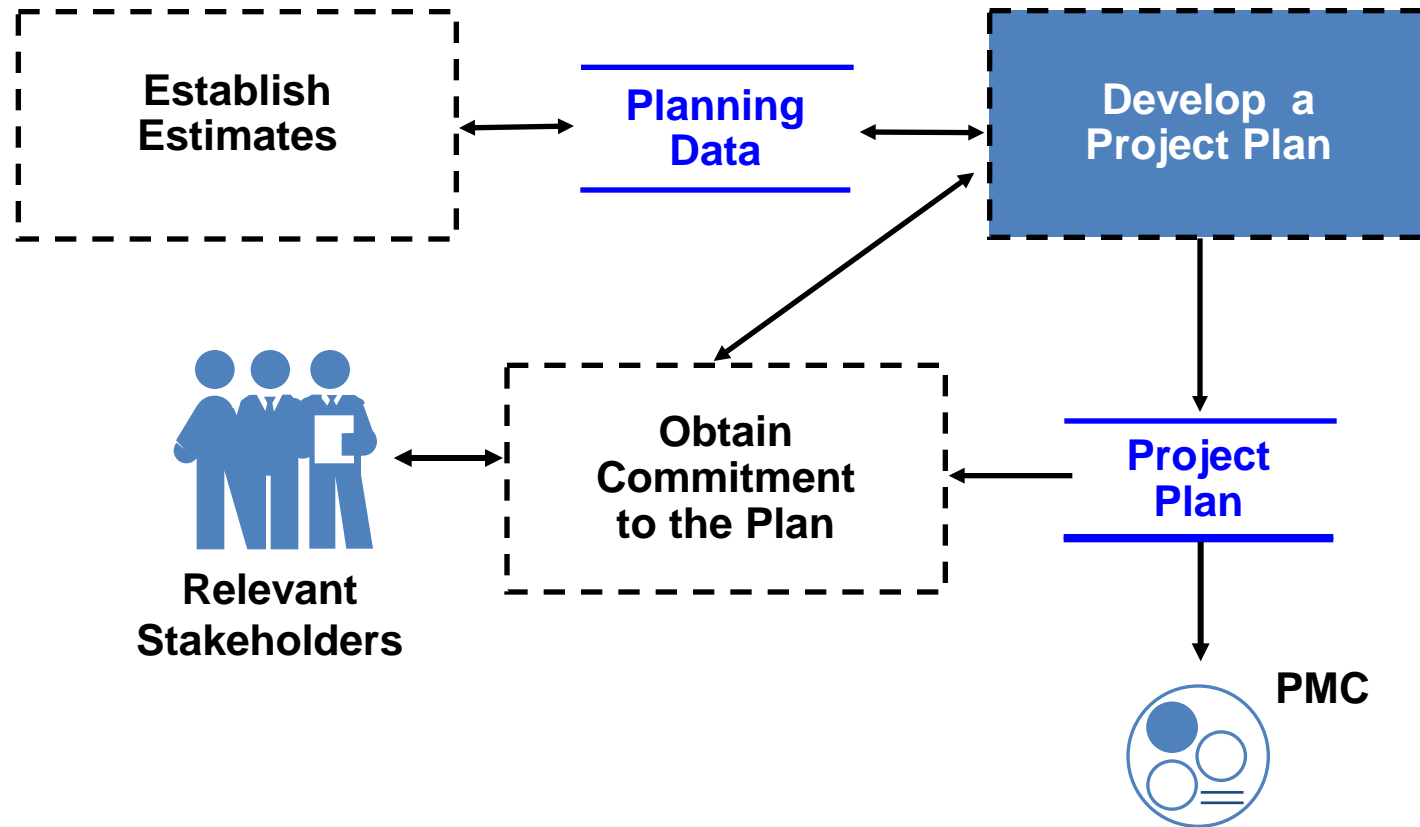 Establish
Estimates
Planning
Data
Develop a
Project Plan
Obtain
Commitment
to the Plan
Project
Plan
Relevant
Stakeholders
PMC